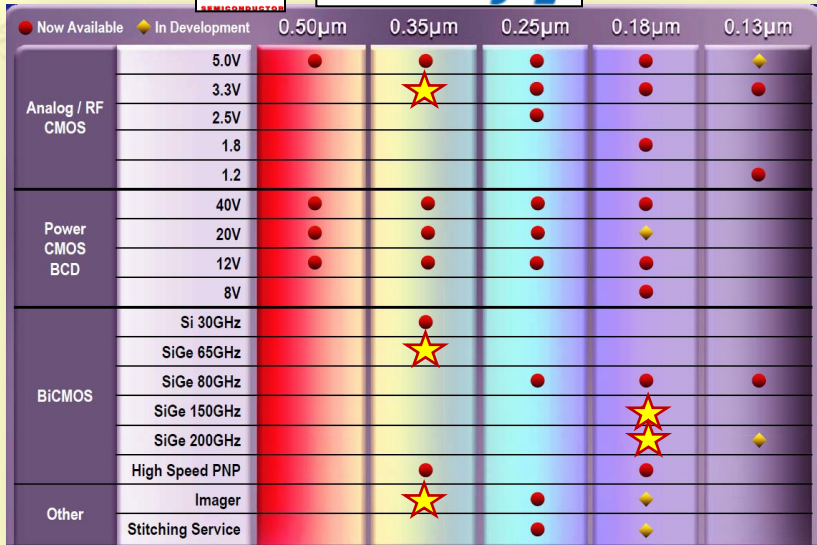 SEMICONDUCTOR
Now Available In Development 0.50µm 0.35µm 0.25µm 0.18µm 0.13µm
Analog / RF CMOS
5.0V
3.3V
2.5V
1.8
1.2
Power CMOS BCD
40V
20V
12V
8V
BiCMOS
Si 30GHz
SiGe 65GHz
SiGe 80GHz
SiGe 150GHz
SiGe 200GHz
High Speed PNP
Other
Imager
Stitching Service